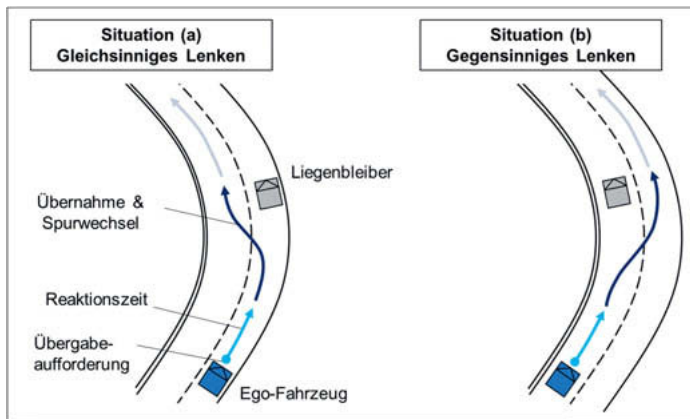 Situation (a)
Gleichsinniges Lenken
Situation (b)
Gegensinniges Lenken
Liegenbleiber
Übernahme &
Spurwechsel
Reaktionszeit
Übergabe-
aufforderung
Ego-Fahrzeug